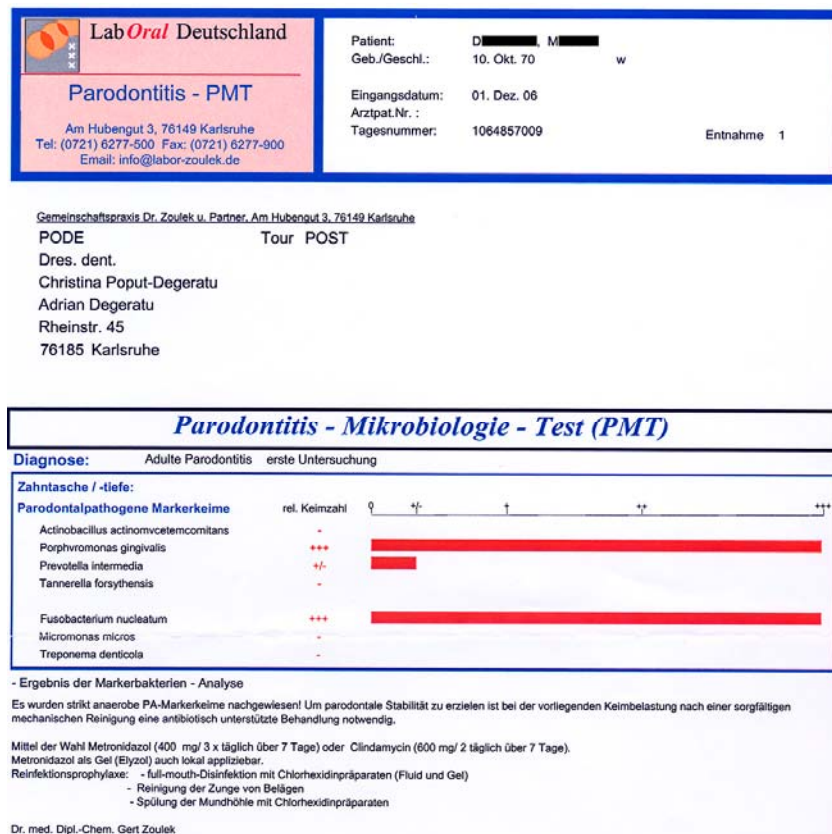 Lab Oral Deutschland
Parodontitis - PMT
Am Hubengut 3, 76149 Karlsruhe
Tel: (0721) 6277-500 Fax: (0721) 6277-900
Email: info@labor-zoulek.de
Patient: D , M
Geb./Geschl.: 10. Okt. 70 w
Eingangsdatum: 01. Dez. 06
Arztpat.Nr. :
Tagesnummer: 1064857009 Entnahme 1
Gemeinschaftspraxis Dr. Zoulek u. Partner, Am Hubengut 3, 76149 Karlsruhe
PODE Tour POST
Dres. dent.
Christina Poput-Degeratu
Adrian Degeratu
Rheinstr. 45
76185 Karlsruhe
Parodontitis - Mikrobiologie - Test (PMT)
Diagnose: Adulte Parodontitis erste Untersuchung
Zahntasche / -tiefe:
Parodontalpathogene Markerkeime rel. Keimzahl 0 +/- + ++ +++
Actinobacillus actinomvcetemcomitans -
Porphvromonas gingivalis +++
Prevotella intermedia +/-
Tannerella forsythensis -
Fusobacterium nucleatum +++
Micromonas micros -
Treponema denticola -
- Ergebnis der Markerbakterien - Analyse
Es wurden strikt anaerobe PA-Markerkeime nachgewiesen! Um parodontale Stabilität zu erzielen ist bei der vorliegenden Keimbelastung nach einer sorgfältigen
mechanischen Reinigung eine antibiotisch unterstützte Behandlung notwendig.
Mittel der Wahl Metronidazol (400 mg/ 3 x täglich über 7 Tage) oder Clindamycin (600 mg/ 2 täglich über 7 Tage).
Metronidazol als Gel (Elyzol) auch lokal appliziebar.
Reinfektionsprophylaxe: - full-mouth-Disinfektion mit Chlorhexidinpräparaten (Fluid und Gel)
- Reinigung der Zunge von Belägen
- Spülung der Mundhöhle mit Chlorhexidinpräparaten
Dr. med. Dipl.-Chem. Gert Zoulek